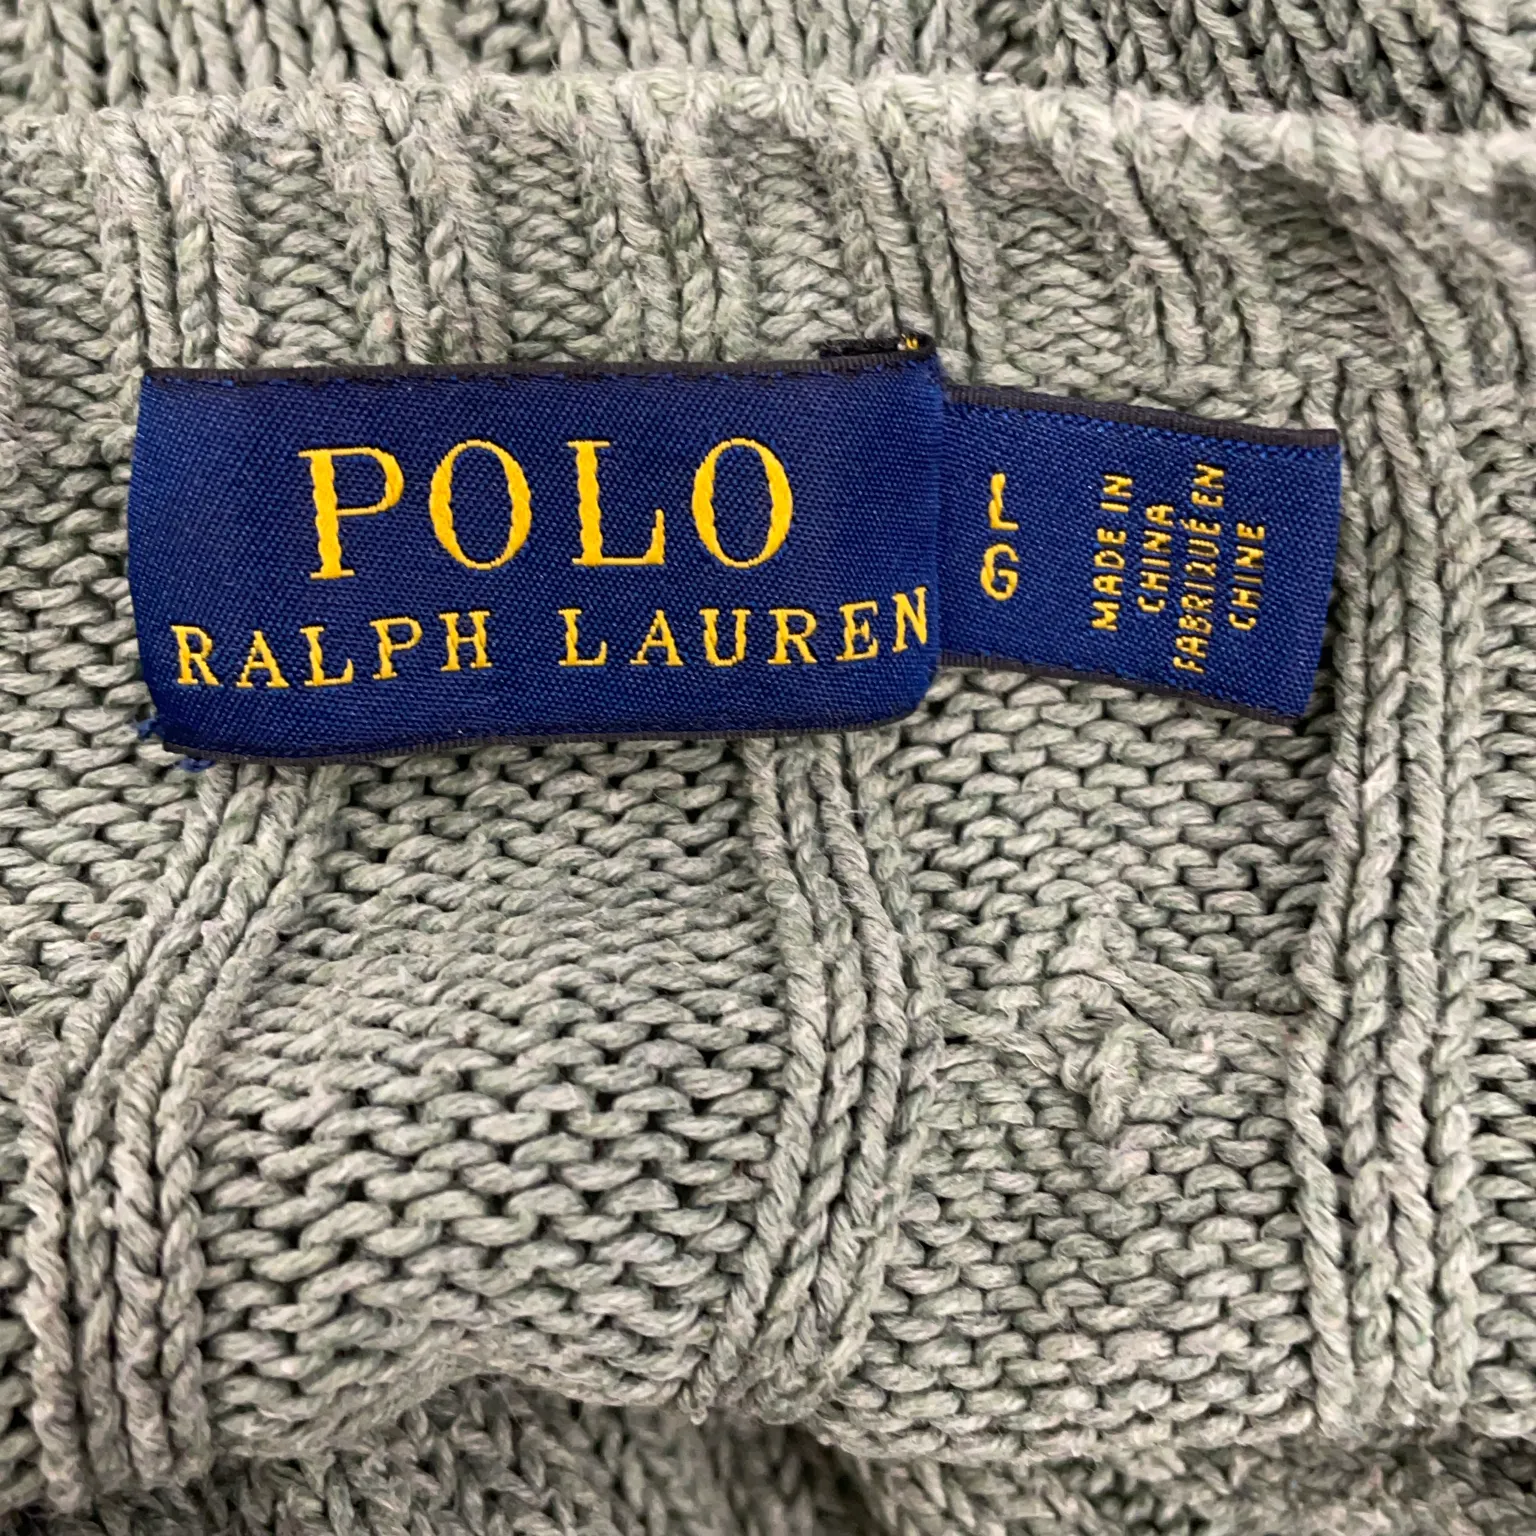 POLO
RALPH LAUREN
L
G
MADE IN
CHINA
FABRIQUÉ EN
CHINE